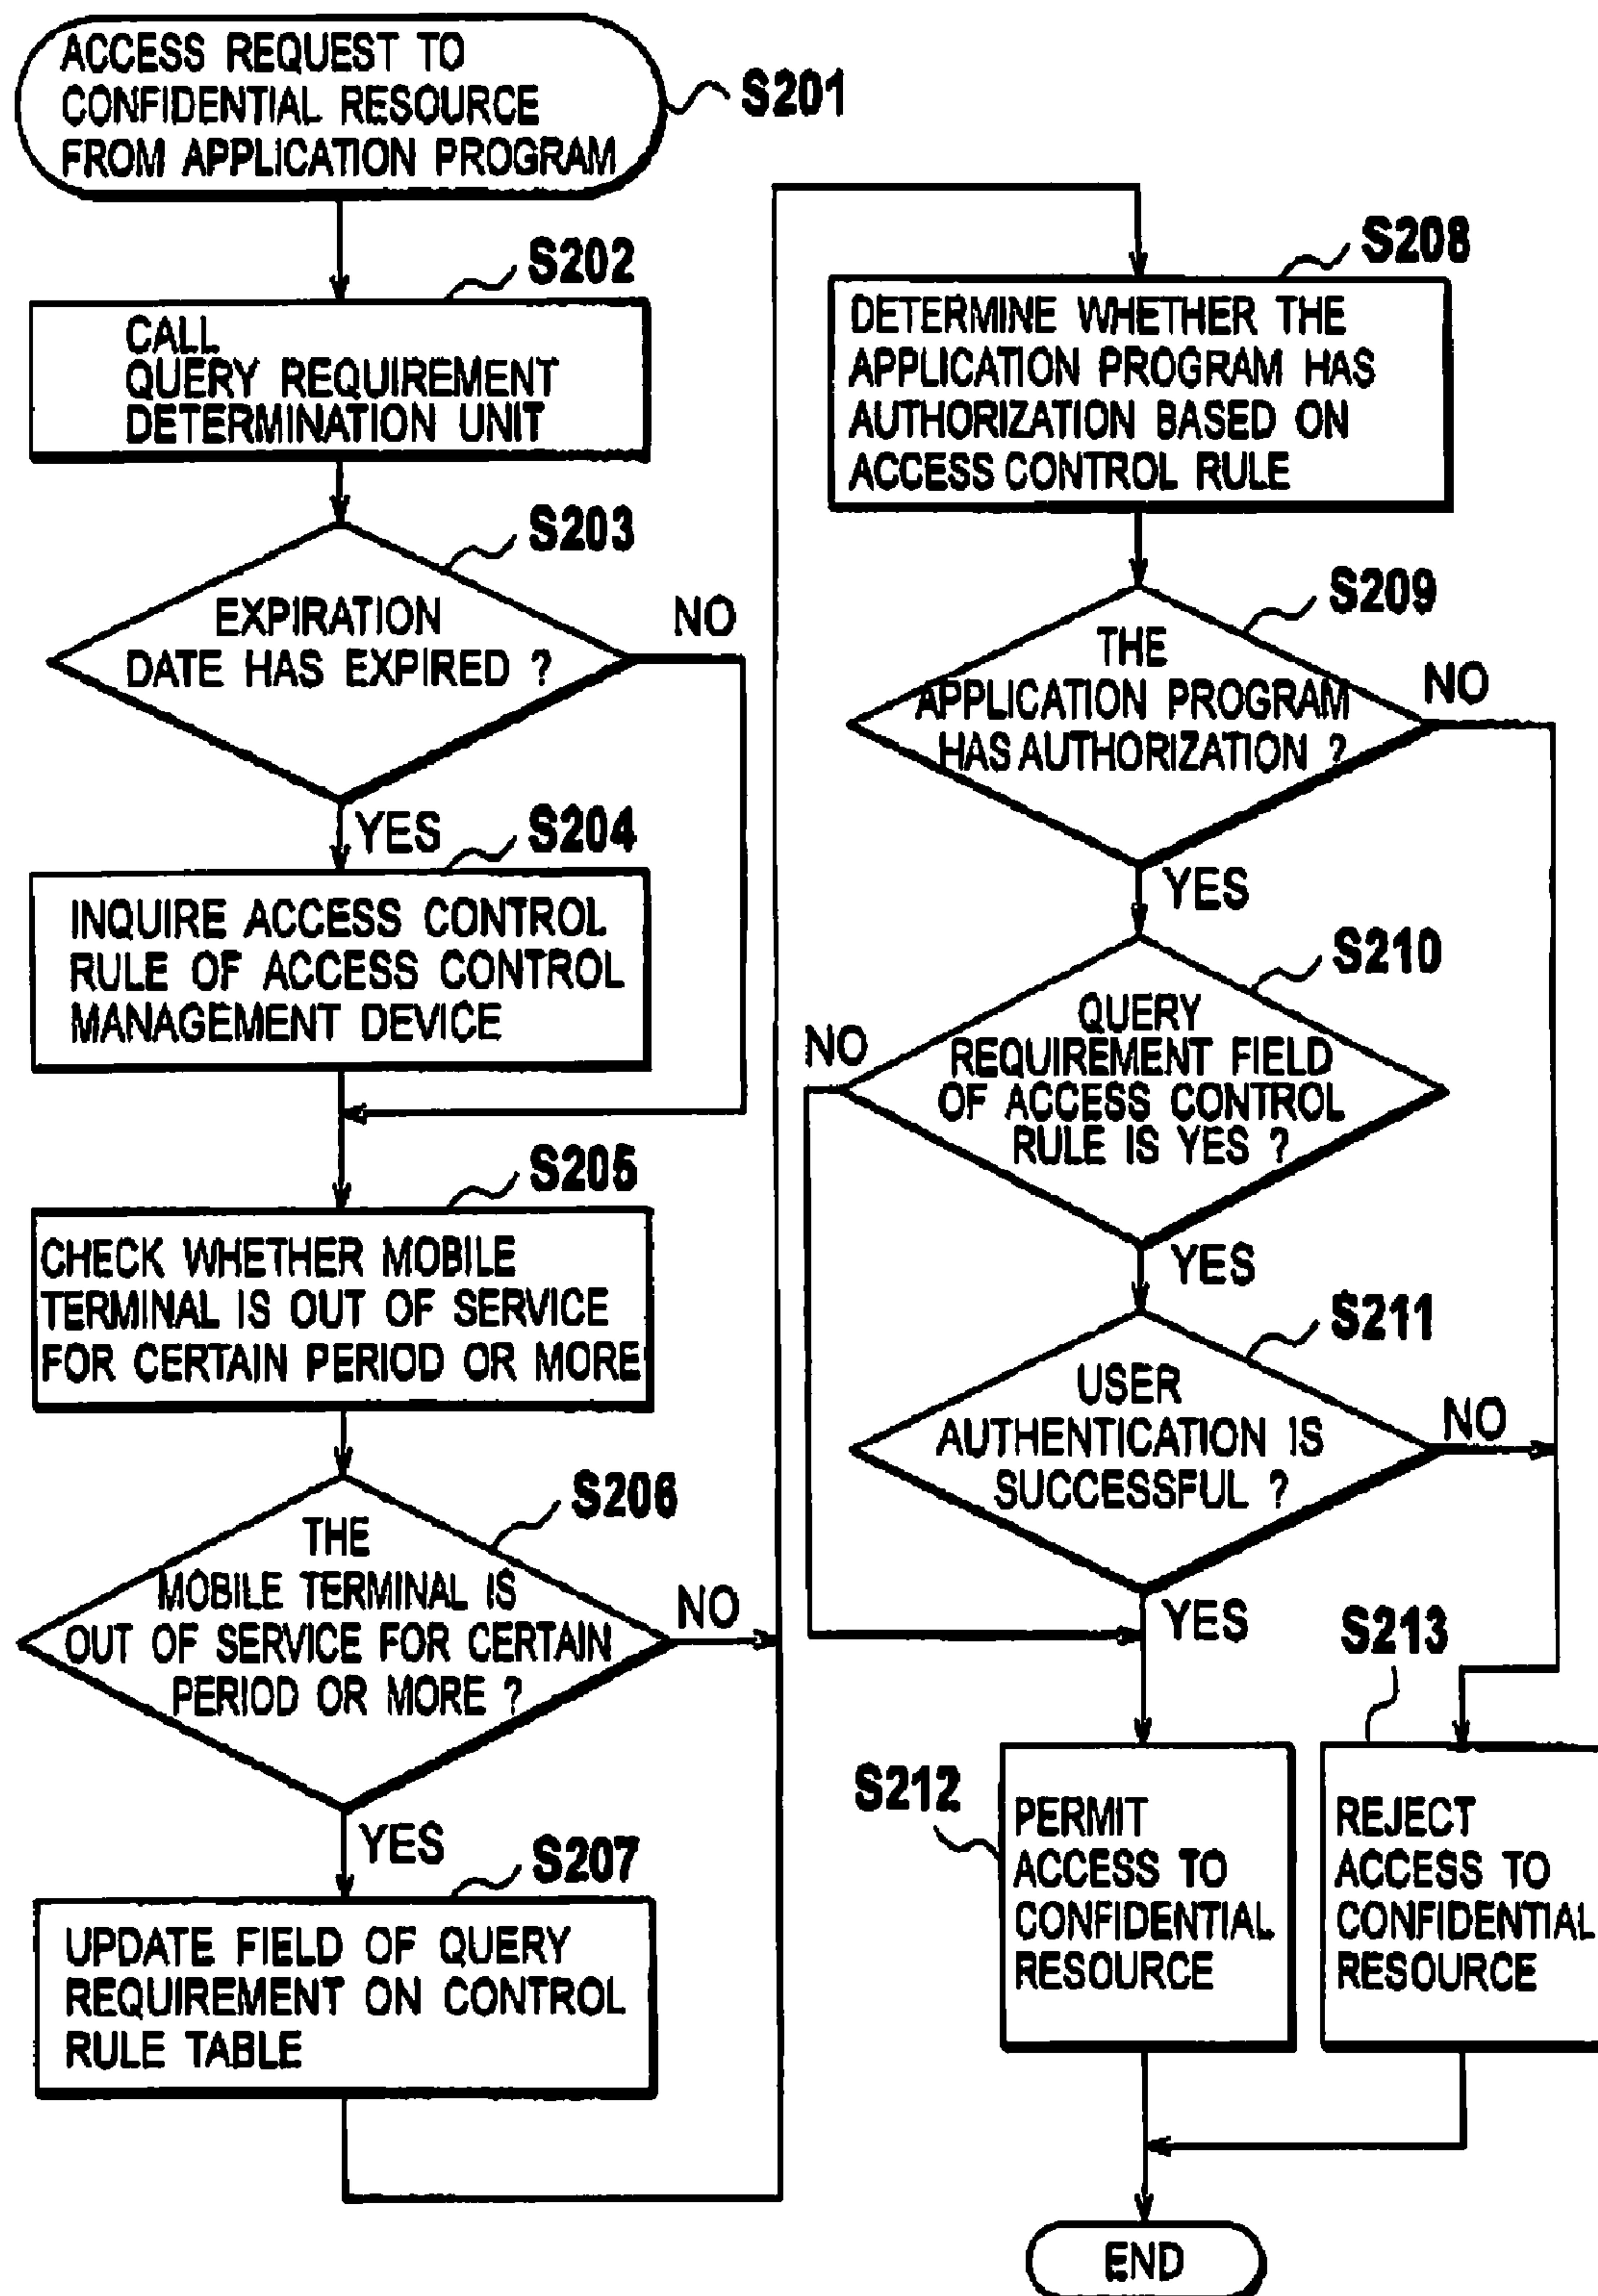 ACCESS REQUEST TO
CONFIDENTIAL RESOURCE
FROM APPLICATION PROGRAM
S201
S202
CALL
QUERY REQUIREMENT
DETERMINATION UNIT
S203
EXPIRATION
DATE HAS EXPIRED ?
NO
YES
S204
INQUIRE ACCESS CONTROL
RULE OF ACCESS CONTROL
MANAGEMENT DEVICE
S205
CHECK WHETHER MOBILE
TERMINAL IS OUT OF SERVICE
FOR CERTAIN PERIOD OR MORE
S206
THE
MOBILE TERMINAL IS
OUT OF SERVICE FOR CERTAIN
PERIOD OR MORE ?
NO
YES
S207
UPDATE FIELD OF QUERY
REQUIREMENT ON CONTROL
RULE TABLE
S208
DETERMINE WHETHER THE
APPLICATION PROGRAM HAS
AUTHORIZATION BASED ON
ACCESS CONTROL RULE
S209
THE
APPLICATION PROGRAM
HAS AUTHORIZATION ?
NO
YES
S210
QUERY
REQUIREMENT FIELD
OF ACCESS CONTROL
RULE IS YES ?
NO
YES
S211
USER
AUTHENTICATION IS
SUCCESSFUL ?
NO
YES
S212
PERMIT
ACCESS TO
CONFIDENTIAL
RESOURCE
S213
REJECT
ACCESS TO
CONFIDENTIAL
RESOURCE
END